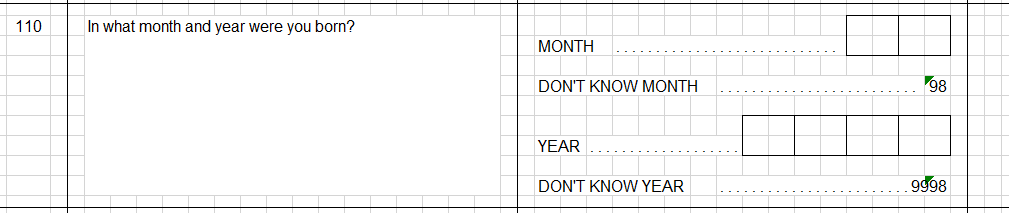 110 In what month and year were you born?
MONTH ............................
DON'T KNOW MONTH ......................... 98
YEAR ...................
DON'T KNOW YEAR ........................ 9998